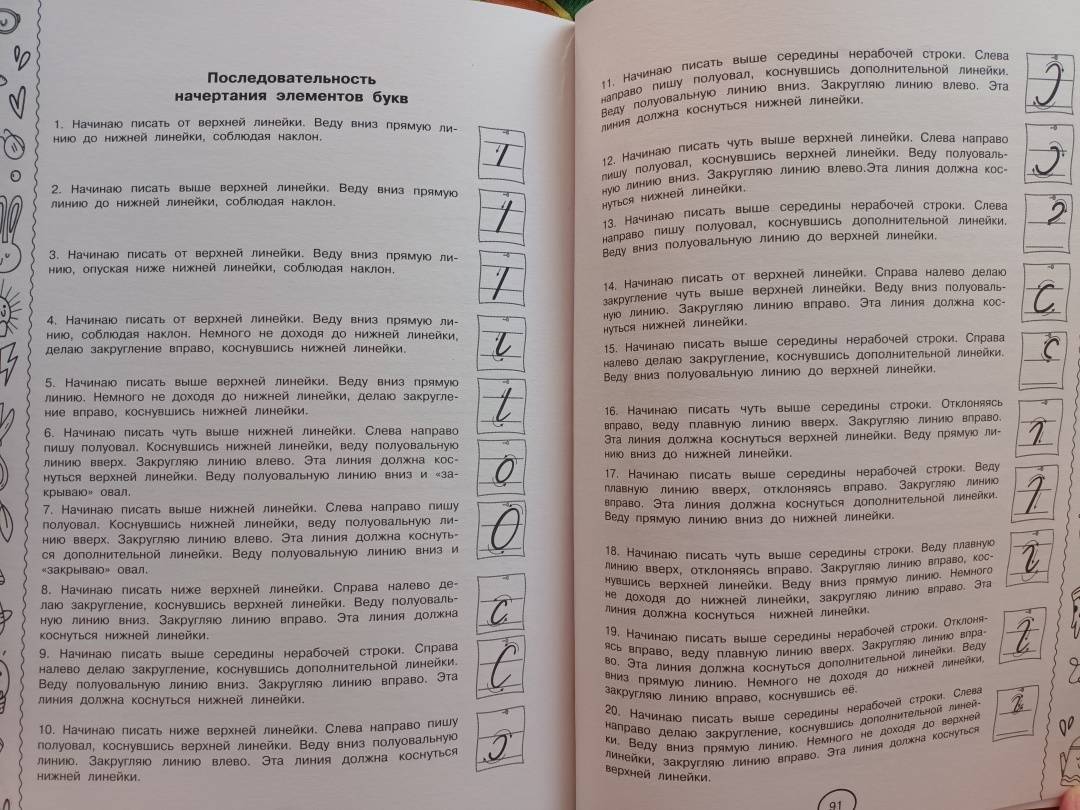 Последовательность
начертания элементов букв
1. Начинаю писать от верхней линейки. Веду вниз прямую ли-
нию до нижней линейки, соблюдая наклон.
2. Начинаю писать выше верхней линейки. Веду вниз прямую
линию до нижней линейки, соблюдая наклон.
3. Начинаю писать от верхней линейки. Веду вниз прямую ли-
нию, опуская ниже нижней линейки, соблюдая наклон.
4. Начинаю писать от верхней линейки. Веду вниз прямую ли-
нию, соблюдая наклон. Немного не доходя до нижней линейки,
делаю закругление вправо, коснувшись нижней линейки.
5. Начинаю писать выше верхней линейки. Веду вниз прямую
линию. Немного не доходя до нижней линейки, делаю закругле-
ние вправо, коснувшись нижней линейки.
6. Начинаю писать чуть выше нижней линейки. Слева направо
пишу полуовал. Коснувшись нижней линейки, веду полуовальную
линию вверх. Закругляю линию влево. Эта линия должна кос-
нуться верхней линейки. Веду полуовальную линию вниз и «за-
крываю» овал.
7. Начинаю писать выше нижней линейки. Слева направо пишу
полуовал. Коснувшись нижней линейки, веду полуовальную ли-
нию вверх. Закругляю линию влево. Эта линия должна коснуть-
ся дополнительной линейки. Веду полуовальную линию вниз и
«закрываю» овал.
8. Начинаю писать ниже верхней линейки. Справа налево де-
лаю закругление, коснувшись верхней линейки. Веду полуоваль-
ную линию вниз. Закругляю линию вправо. Эта линия должна
коснуться нижней линейки.
9. Начинаю писать выше середины нерабочей строки. Справа
налево делаю закругление, коснувшись дополнительной линейки.
Веду полуовальную линию вниз. Закругляю линию вправо. Эта
линия должна коснуться нижней линейки.
10. Начинаю писать ниже верхней линейки. Слева направо пишу
полуовал, коснувшись верхней линейки. Веду вниз полуовальную
линию. Закругляю линию влево. Эта линия должна коснуться
нижней линейки.
11. Начинаю писать выше середины нерабочей строки. Слева
направо пишу полуовал, коснувшись дополнительной линейки.
Веду полуовальную линию вниз. Закругляю линию влево. Эта
линия должна коснуться нижней линейки.
12. Начинаю писать чуть выше верхней линейки. Слева направо
пишу полуовал, коснувшись верхней линейки. Веду полуоваль-
ную линию вниз. Закругляю линию влево.Эта линия должна кос-
нуться нижней линейки.
13. Начинаю писать выше середины нерабочей строки. Слева
направо пишу полуовал, коснувшись дополнительной линейки.
Веду вниз полуовальную линию до верхней линейки.
14. Начинаю писать от верхней линейки. Справа налево делаю
закругление чуть выше верхней линейки. Веду вниз полуоваль-
ную линию. Закругляю линию вправо. Эта линия должна кос-
нуться нижней линейки.
15. Начинаю писать выше середины нерабочей строки. Справа
налево делаю закругление, коснувшись дополнительной линейки.
Веду вниз полуовальную линию до верхней линейки.
16. Начинаю писать чуть выше середины строки. Отклоняясь
вправо, веду плавную линию вверх. Закругляю линию вправо.
Эта линия должна коснуться верхней линейки. Веду прямую ли-
нию вниз до нижней линейки.
17. Начинаю писать выше середины нерабочей строки. Веду
плавную линию вверх, отклоняясь вправо. Закругляю линию
вправо. Эта линия должна коснуться дополнительной линейки.
Веду прямую линию вниз до нижней линейки.
18. Начинаю писать чуть выше середины строки. Веду плавную
линию вверх, отклоняясь вправо. Закругляю линию вправо, кос-
нувшись верхней линейки. Веду вниз прямую линию. Немного
не доходя до нижней линейки, закругляю линию вправо. Эта
линия должна коснуться нижней линейки.
19. Начинаю писать выше середины нерабочей строки. Отклоня-
ясь вправо, веду плавную линию вверх. Закругляю линию впра-
во. Эта линия должна коснуться дополнительной линейки. Веду
вниз прямую линию. Немного не доходя до нижней линейки,
закругляю линию вправо, коснувшись её.
20. Начинаю писать выше середины нерабочей строки. Слева
направо делаю закругление, коснувшись дополнительной линей-
ки. Веду вниз прямую линию. Немного не доходя до верхней
линейки, закругляю линию вправо. Эта линия должна коснуться
верхней линейки.
91